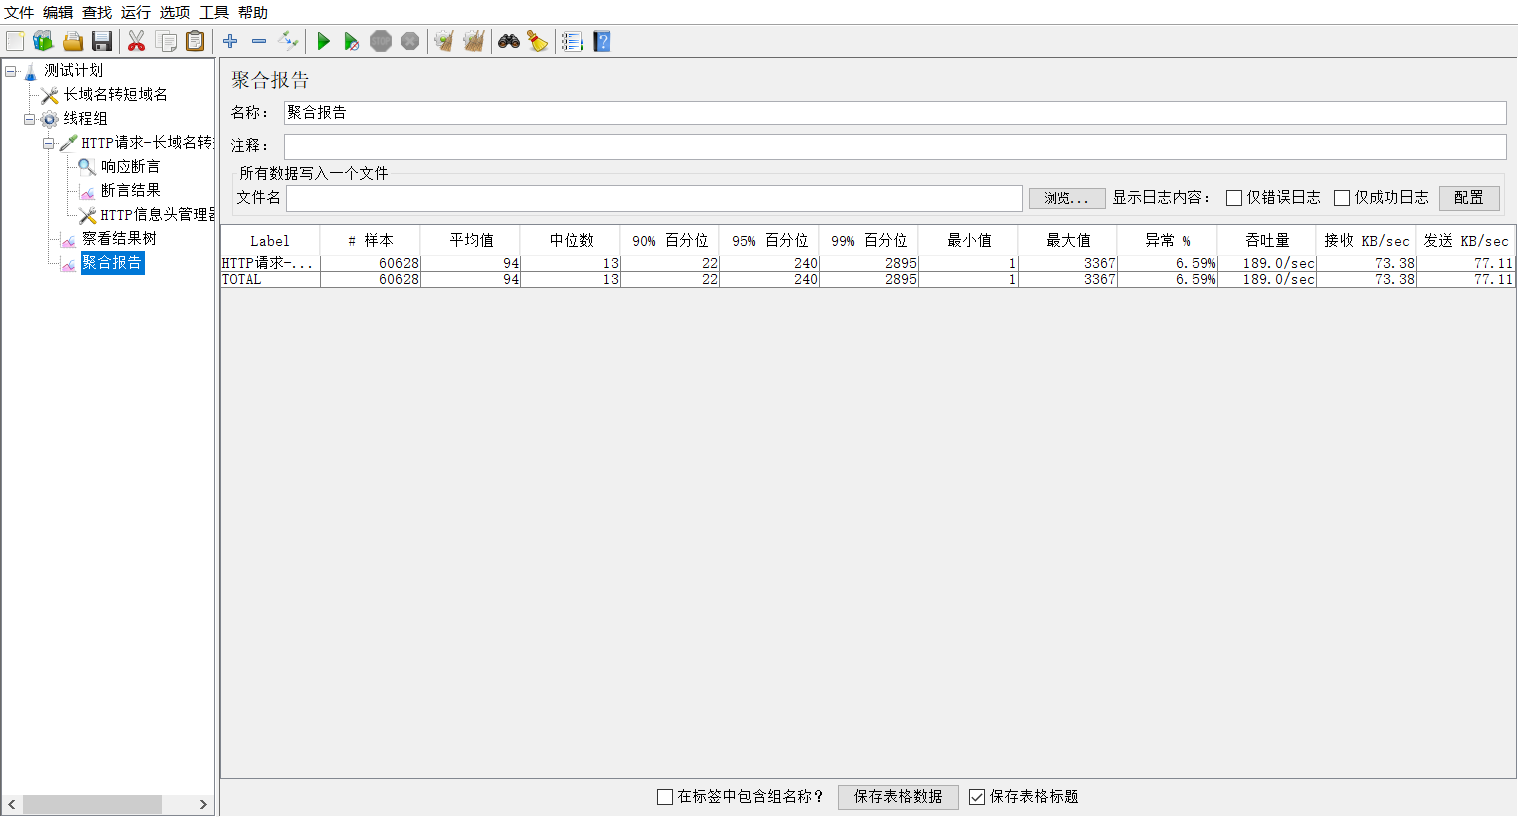 文件 编辑 查找 运行 选项 工具 帮助
STOP
测试计划
长域名转短域名
线程组
HTTP请求-长域名转
响应断言
断言结果
HTTP信息头管理器
察看结果树
聚合报告
聚合报告
名称： 聚合报告
注释：
所有数据写入一个文件
文件名 浏览... 显示日志内容： 仅错误日志 仅成功日志 配置
Label # 样本 平均值 中位数 90% 百分位 95% 百分位 99% 百分位 最小值 最大值 异常 % 吞吐量 接收 KB/sec 发送 KB/sec
HTTP请求-... 60628 94 13 22 240 2895 1 3367 6.59% 189.0/sec 73.38 77.11
TOTAL 60628 94 13 22 240 2895 1 3367 6.59% 189.0/sec 73.38 77.11
在标签中包含组名称？ 保存表格数据 保存表格标题